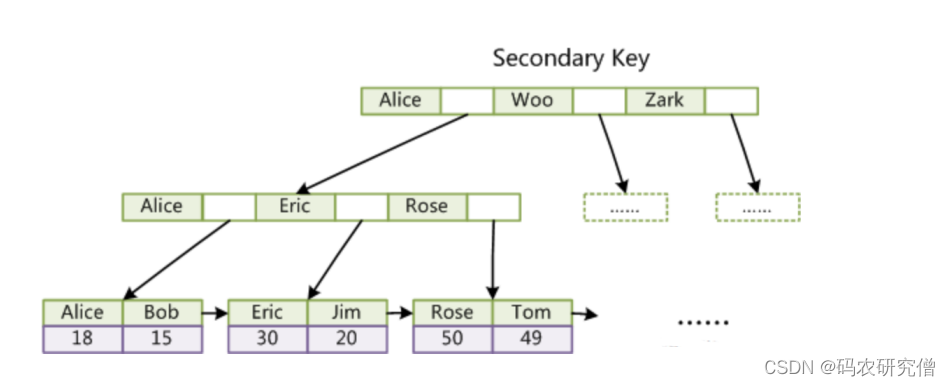 Secondary Key
Alice Woo Zark
Alice Eric Rose
...... ......
Alice Bob Eric Jim Rose Tom
18 15 30 20 50 49
......
CSDN @码农研究僧